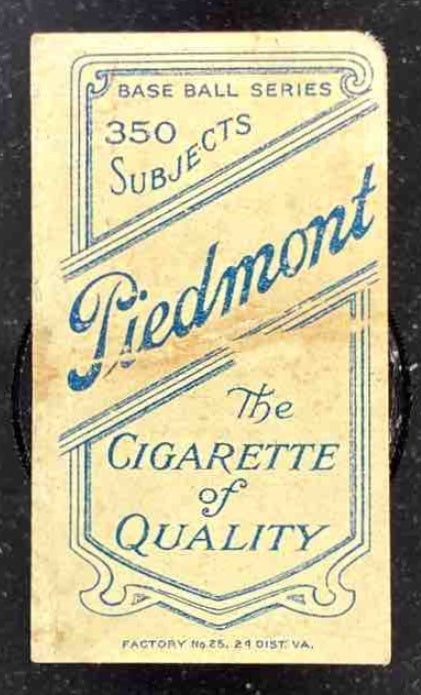 BASE BALL SERIES
350
SUBJECTS
Piedmont
The
CIGARETTE
of
QUALITY
FACTORY No. 25, 2d DIST. VA.